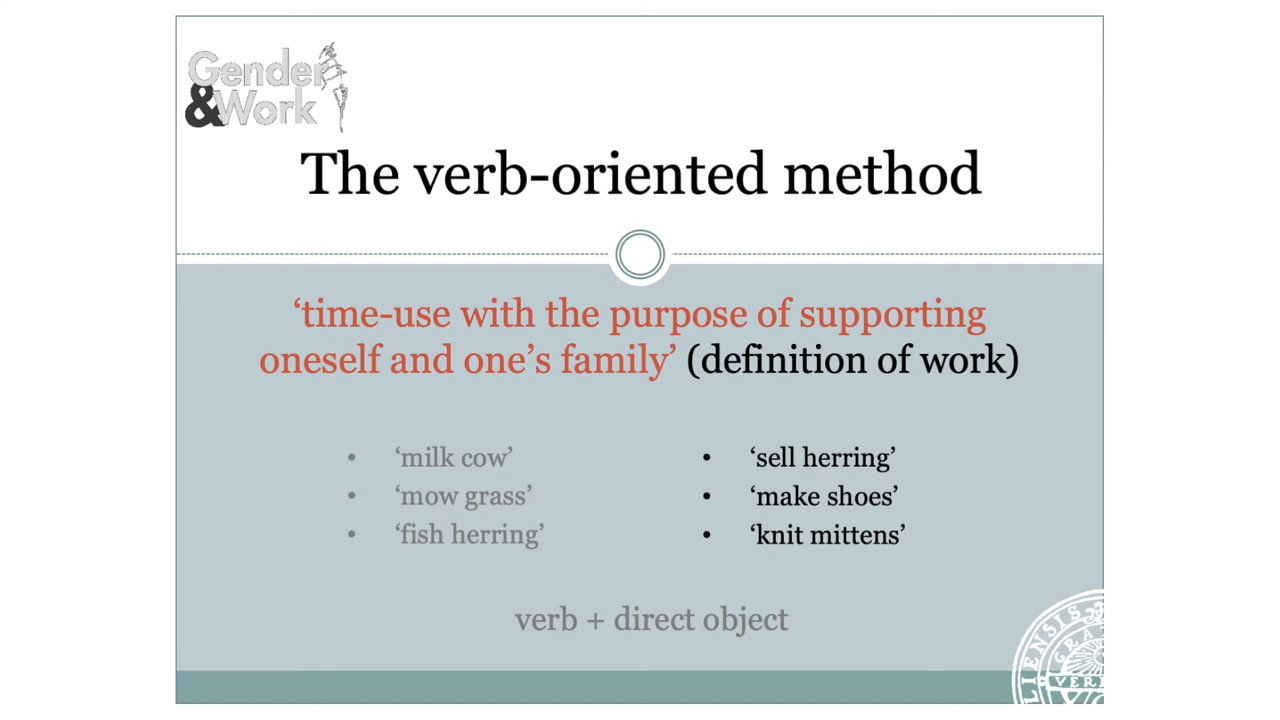 Gender
&Work
The verb-oriented method
‘time-use with the purpose of supporting
oneself and one’s family’ (definition of work)
• ‘milk cow’
• ‘mow grass’
• ‘fish herring’
• ‘sell herring’
• ‘make shoes’
• ‘knit mittens’
verb + direct object